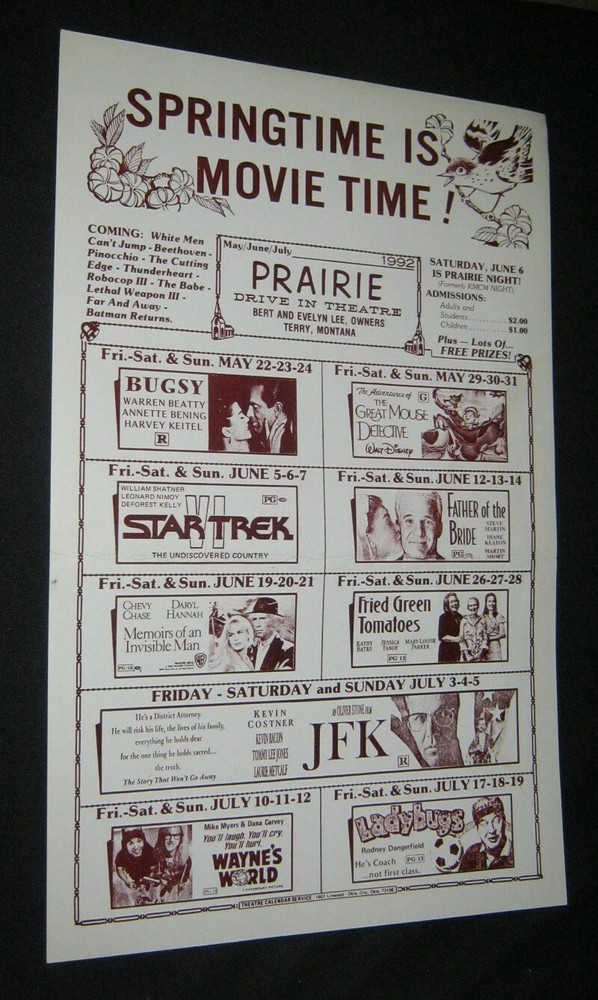 SPRINGTIME IS
MOVIE TIME!
COMING: White Men
Can't Jump - Beethoven -
Pinocchio - The Cutting
Edge - Thunderheart -
Robocop III - The Babe -
Lethal Weapon III -
Far And Away -
Batman Returns.
May/June/July 1992
PRAIRIE
DRIVE IN THEATRE
BERT AND EVELYN LEE, OWNERS
TERRY, MONTANA
SATURDAY, JUNE 6
IS PRAIRIE NIGHT!
(Formerly KMCM NIGHT)
ADMISSIONS:
Adults and
Students.......... $2.00
Children.......... $1.00
Plus — Lots Of...
FREE PRIZES!
Fri.-Sat. & Sun. MAY 22-23-24
BUGSY
WARREN BEATTY
ANNETTE BENING
HARVEY KEITEL
R
Fri.-Sat. & Sun. MAY 29-30-31
The Adventures of G
THE
GREAT MOUSE
DETECTIVE
WALT DISNEY
Fri.-Sat. & Sun. JUNE 5-6-7
WILLIAM SHATNER
LEONARD NIMOY
DEFOREST KELLY
PG
STAR TREK VI
THE UNDISCOVERED COUNTRY
Fri.-Sat. & Sun. JUNE 12-13-14
FATHER of the
BRIDE
STEVE
MARTIN
DIANE
KEATON
MARTIN
SHORT
PG
Fri.-Sat. & Sun. JUNE 19-20-21
CHEVY CHASE
DARYL HANNAH
Memoirs of an
Invisible Man
PG-13
Fri.-Sat. & Sun. JUNE 26-27-28
Fried Green
Tomatoes
KATHY BATES
JESSICA TANDY
MARY-LOUISE PARKER
PG-13
FRIDAY - SATURDAY and SUNDAY JULY 3-4-5
He's a District Attorney.
He will risk his life, the lives of his family,
everything he holds dear
for the one thing he holds sacred...
the truth.
The Story That Won't Go Away
KEVIN
COSTNER
KEVIN BACON
TOMMY LEE JONES
LAURIE METCALF
AN OLIVER STONE FILM
JFK
R
Fri.-Sat. & Sun. JULY 10-11-12
Mike Myers & Dana Carvey
You'll laugh. You'll cry.
You'll hurl.
WAYNE'S
WORLD
A PARAMOUNT PICTURE
PG-13
Fri.-Sat. & Sun. JULY 17-18-19
Ladybugs
Rodney Dangerfield
He's Coach
...not first class.
PG-13
THEATRE CALENDAR SERVICE - 1601 Linwood - Okla. City, Okla. 73106